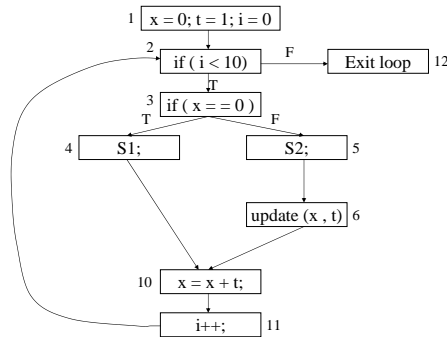 1 x = 0; t = 1; i = 0
2 if ( i < 10) F Exit loop 12
T
3 if ( x = = 0 )
T F
4 S1; S2; 5
update (x , t) 6
10 x = x + t;
i++; 11